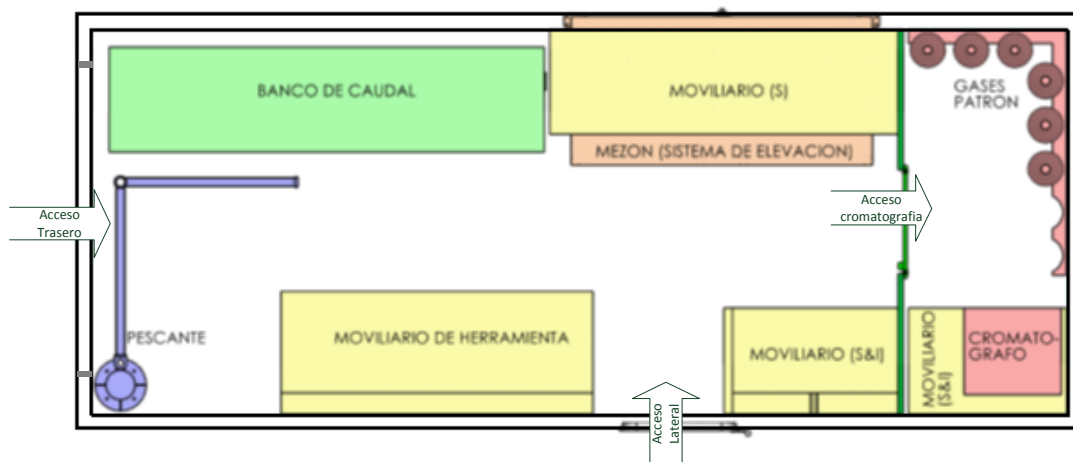 BANCO DE CAUDAL
MOVILIARIO (S)
GASES
PATRON
MEZON (SISTEMA DE ELEVACION)
Acceso
Trasero
Acceso
cromatografia
PESCANTE
MOVILIARIO DE HERRAMIENTA
MOVILIARIO (S&I)
MOVILIARIO
(S&I)
CROMATO-
GRAFO
Acceso
Lateral